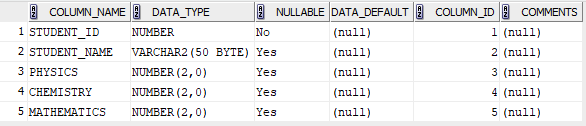 COLUMN_NAME DATA_TYPE NULLABLE DATA_DEFAULT COLUMN_ID COMMENTS
1 STUDENT_ID NUMBER No (null) 1 (null)
2 STUDENT_NAME VARCHAR2(50 BYTE) Yes (null) 2 (null)
3 PHYSICS NUMBER(2,0) Yes (null) 3 (null)
4 CHEMISTRY NUMBER(2,0) Yes (null) 4 (null)
5 MATHEMATICS NUMBER(2,0) Yes (null) 5 (null)